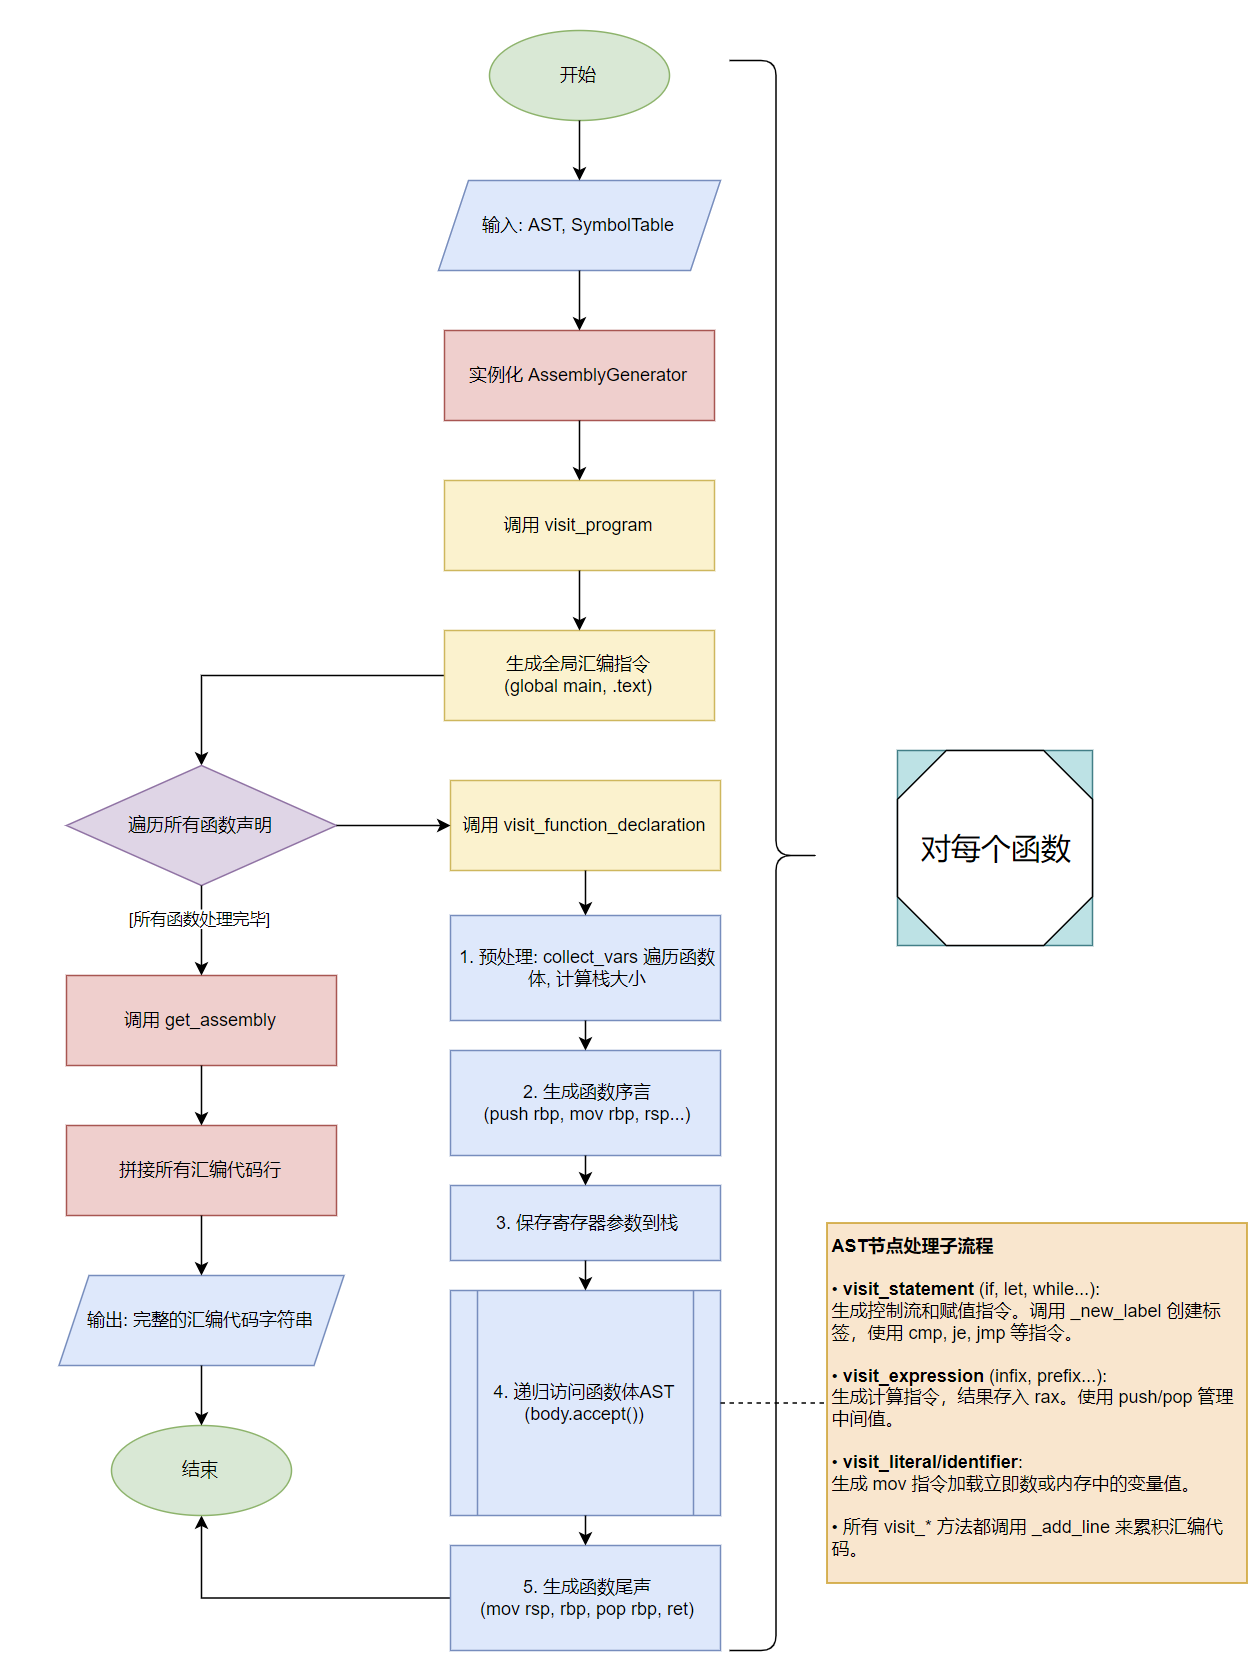 开始
输入: AST, SymbolTable
实例化 AssemblyGenerator
调用 visit_program
生成全局汇编指令
(global main, .text)
遍历所有函数声明
调用 visit_function_declaration
对每个函数
[所有函数处理完毕]
1. 预处理: collect_vars 遍历函数
体, 计算栈大小
调用 get_assembly
2. 生成函数序言
(push rbp, mov rbp, rsp...)
拼接所有汇编代码行
3. 保存寄存器参数到栈
输出: 完整的汇编代码字符串
4. 递归访问函数体AST
(body.accept())
结束
5. 生成函数尾声
(mov rsp, rbp, pop rbp, ret)
AST节点处理子流程
• visit_statement (if, let, while...):
生成控制流和赋值指令。调用 _new_label 创建标
签，使用 cmp, je, jmp 等指令。
• visit_expression (infix, prefix...):
生成计算指令，结果存入 rax。使用 push/pop 管理
中间值。
• visit_literal/identifier:
生成 mov 指令加载立即数或内存中的变量值。
• 所有 visit_* 方法都调用 _add_line 来累积汇编代
码。